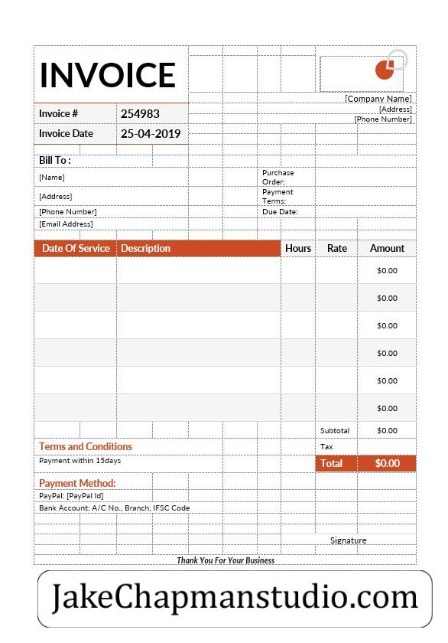 INVOICE
[Company Name]
[Address]
[Phone Number]
Invoice # 254983
Invoice Date 25-04-2019
Bill To :
[Name]
Purchase
Order:
[Address]
Payment
Terms:
[Phone Number] Due Date:
[Email Address]
Date Of Service Description Hours Rate Amount
$0.00
$0.00
$0.00
$0.00
$0.00
$0.00
Subtotal $0.00
Terms and Conditions Tax
Payment within 15days
Total $0.00
Payment Method:
PayPal: [PayPal Id]
Bank Account: A/C No., Branch, IFSC Code
Signature
Thank You For Your Business
JakeChapmanstudio.com